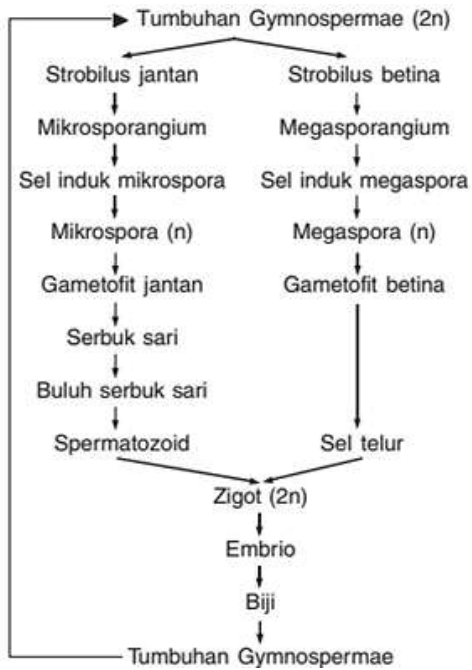 Tumbuhan Gymnospermae (2n)
Strobilus jantan Strobilus betina
Mikrosporangium Megasporangium
Sel induk mikrospora Sel induk megaspora
Mikrospora (n) Megaspora (n)
Gametofit jantan Gametofit betina
Serbuk sari
Buluh serbuk sari
Spermatozoid Sel telur
Zigot (2n)
Embrio
Biji
Tumbuhan Gymnospermae